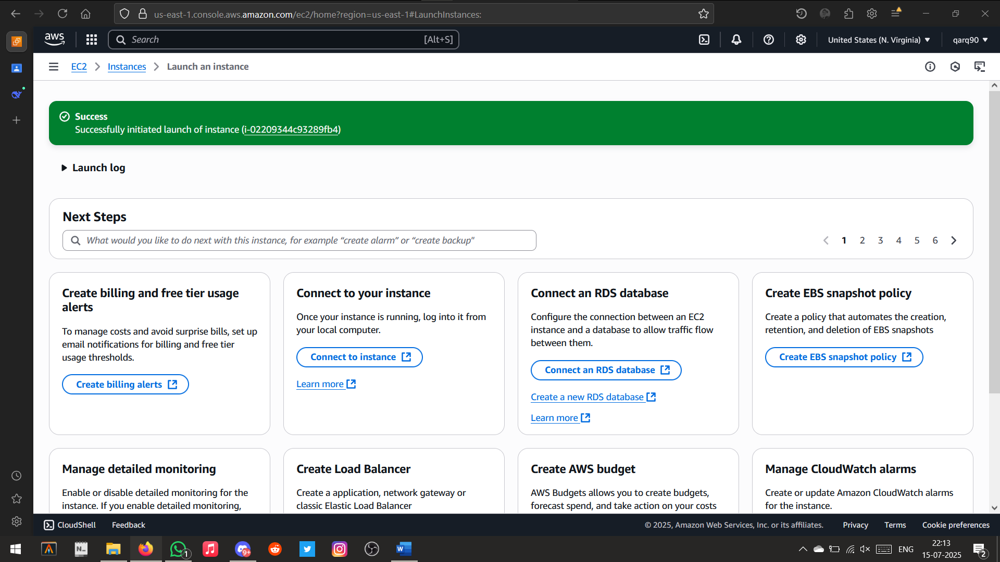 us-east-1.console.aws.amazon.com/ec2/home?region=us-east-1#LaunchInstances:
aws
Search
[Alt+S]
United States (N. Virginia)
qarq90
EC2
Instances
Launch an instance
Success
Successfully initiated launch of instance (i-02209344c93289fb4)
Launch log
Next Steps
What would you like to do next with this instance, for example “create alarm” or “create backup"
1 2 3 4 5 6
Create billing and free tier usage
alerts
To manage costs and avoid surprise bills, set up
email notifications for billing and free tier
usage thresholds.
Create billing alerts
Connect to your instance
Once your instance is running, log into it from
your local computer.
Connect to instance
Learn more
Connect an RDS database
Configure the connection between an EC2
instance and a database to allow traffic flow
between them.
Connect an RDS database
Create a new RDS database
Learn more
Create EBS snapshot policy
Create a policy that automates the creation,
retention, and deletion of EBS snapshots
Create EBS snapshot policy
Manage detailed monitoring
Enable or disable detailed monitoring for the
instance. If you enable detailed monitoring,
Create Load Balancer
Create a application, network gateway or
classic Elastic Load Balancer
Create AWS budget
AWS Budgets allows you to create budgets,
forecast spend, and take action on your costs
Manage CloudWatch alarms
Create or update Amazon CloudWatch alarms
for the instance.
CloudShell
Feedback
© 2025, Amazon Web Services, Inc. or its affiliates.
Privacy
Terms
Cookie preferences
N_
1
9+
W
ENG
22:13
15-07-2025
2